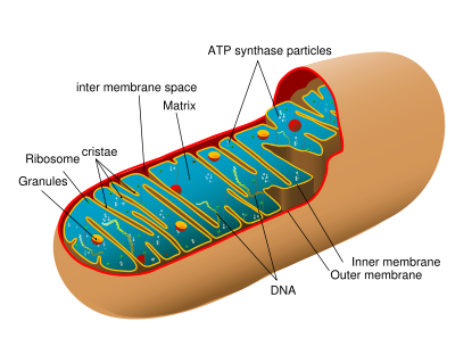 ATP synthase particles
inter membrane space
Matrix
cristae
Ribosome
Granules
Inner membrane
Outer membrane
DNA